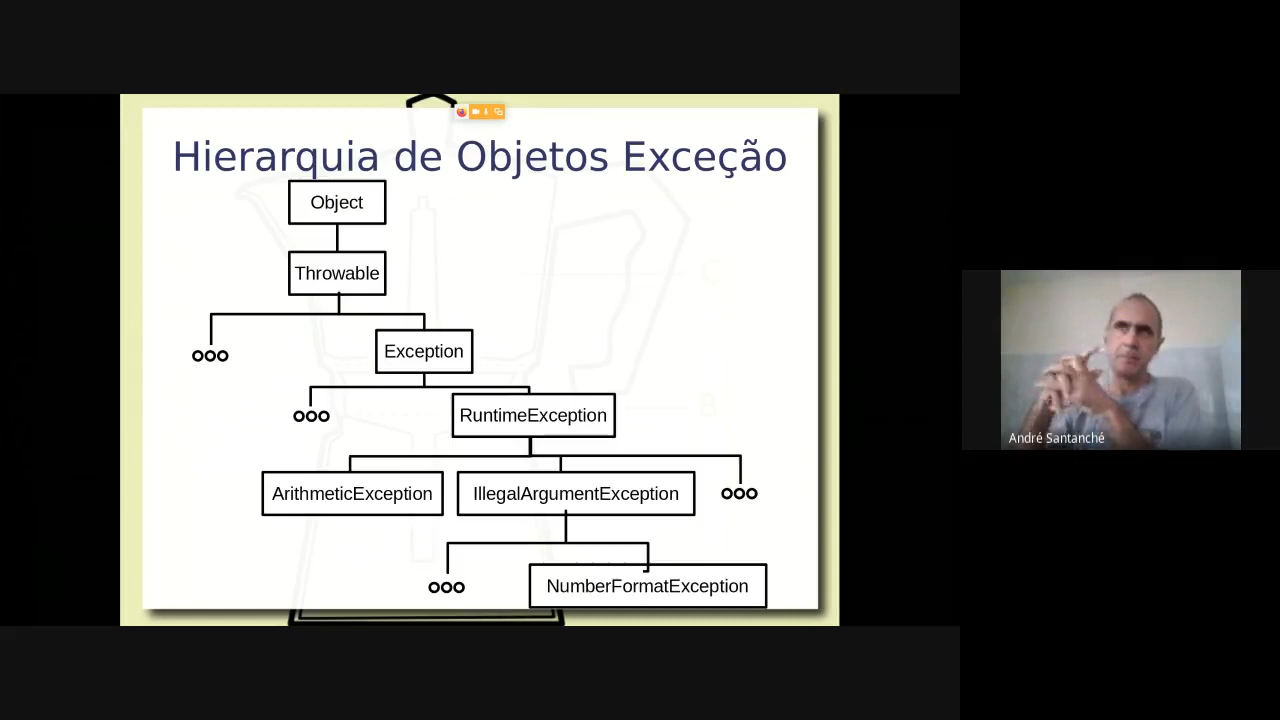 Hierarquia de Objetos Exceção
Object
Throwable
Exception
RuntimeException
ArithmeticException
IllegalArgumentException
NumberFormatException
André Santanchè